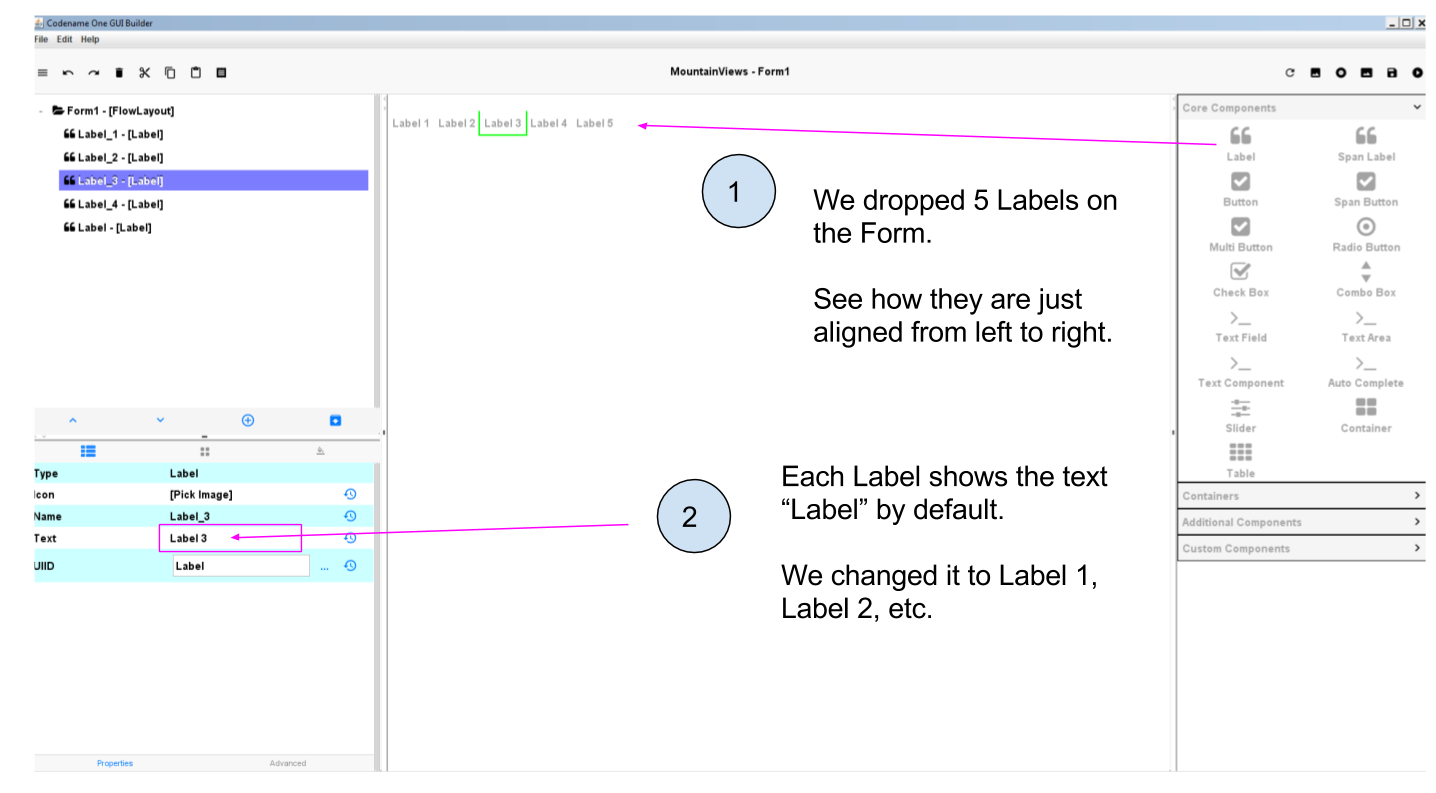 Codename One GUI Builder
File Edit Help
MountainViews - Form1
Form1 - [FlowLayout]
Label_1 - [Label]
Label_2 - [Label]
Label_3 - [Label]
Label_4 - [Label]
Label - [Label]
Label 1 Label 2 Label 3 Label 4 Label 5
1
We dropped 5 Labels on
the Form.
See how they are just
aligned from left to right.
2
Each Label shows the text
“Label” by default.
We changed it to Label 1,
Label 2, etc.
Type Label
Icon [Pick Image]
Name Label_3
Text Label 3
UIID Label ...
Properties Advanced
Core Components
Label Span Label
Button Span Button
Multi Button Radio Button
Check Box Combo Box
Text Field Text Area
Text Component Auto Complete
Slider Container
Table
Containers
Additional Components
Custom Components